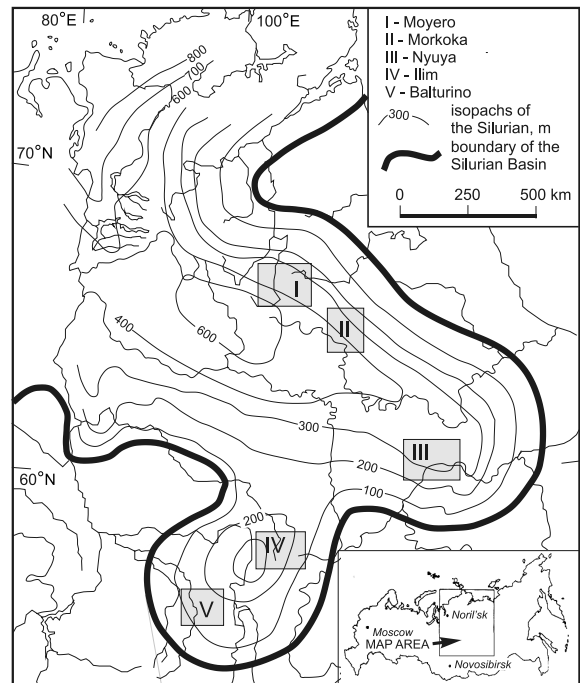 80°E
100°E
I - Moyero
II - Morkoka
III - Nyuya
IV - Ilim
V - Balturino
300
isopachs of
the Silurian, m
boundary of the
Silurian Basin
0 250 500 km
800
700
600
70°N
I
II
400
600
300
III
200
100
60°N
200
IV
V
Noril'sk
Moscow
MAP AREA
Novosibirsk